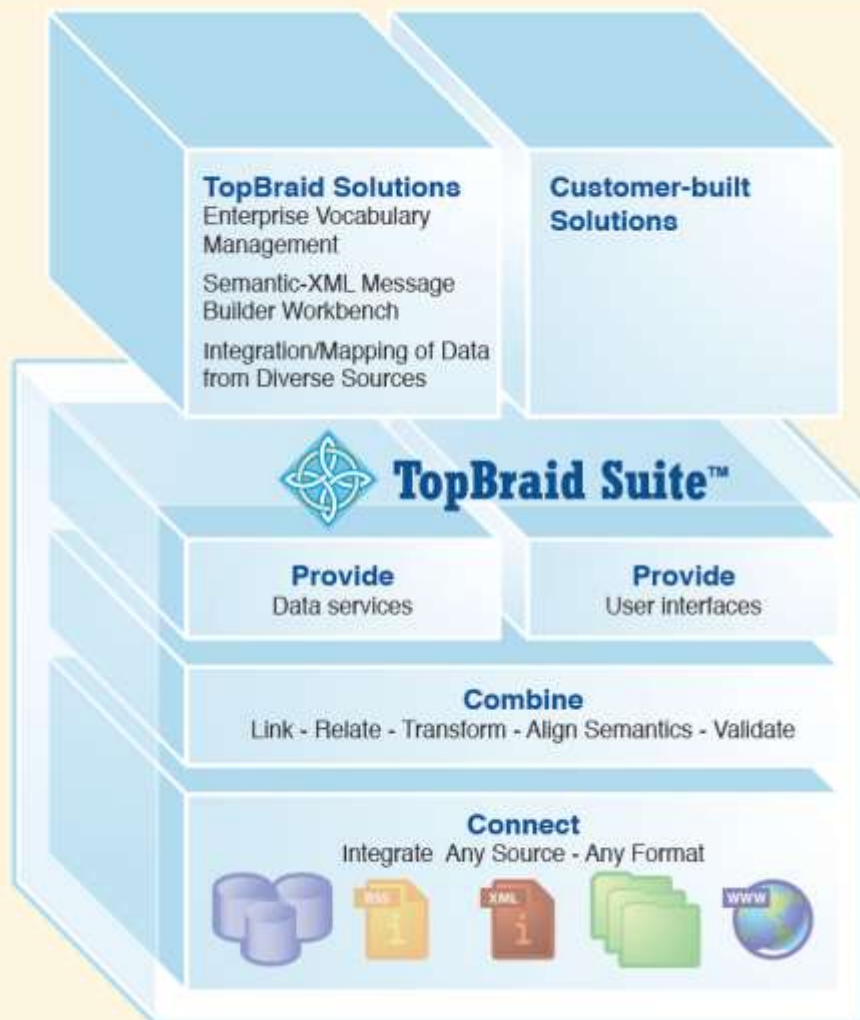 TopBraid Solutions
Enterprise Vocabulary
Management
Semantic-XML Message
Builder Workbench
Integration/Mapping of Data
from Diverse Sources
Customer-built
Solutions
TopBraid Suite™
Provide
Data services
Provide
User interfaces
Combine
Link - Relate - Transform - Align Semantics - Validate
Connect
Integrate Any Source - Any Format
RSS
XML
WWW